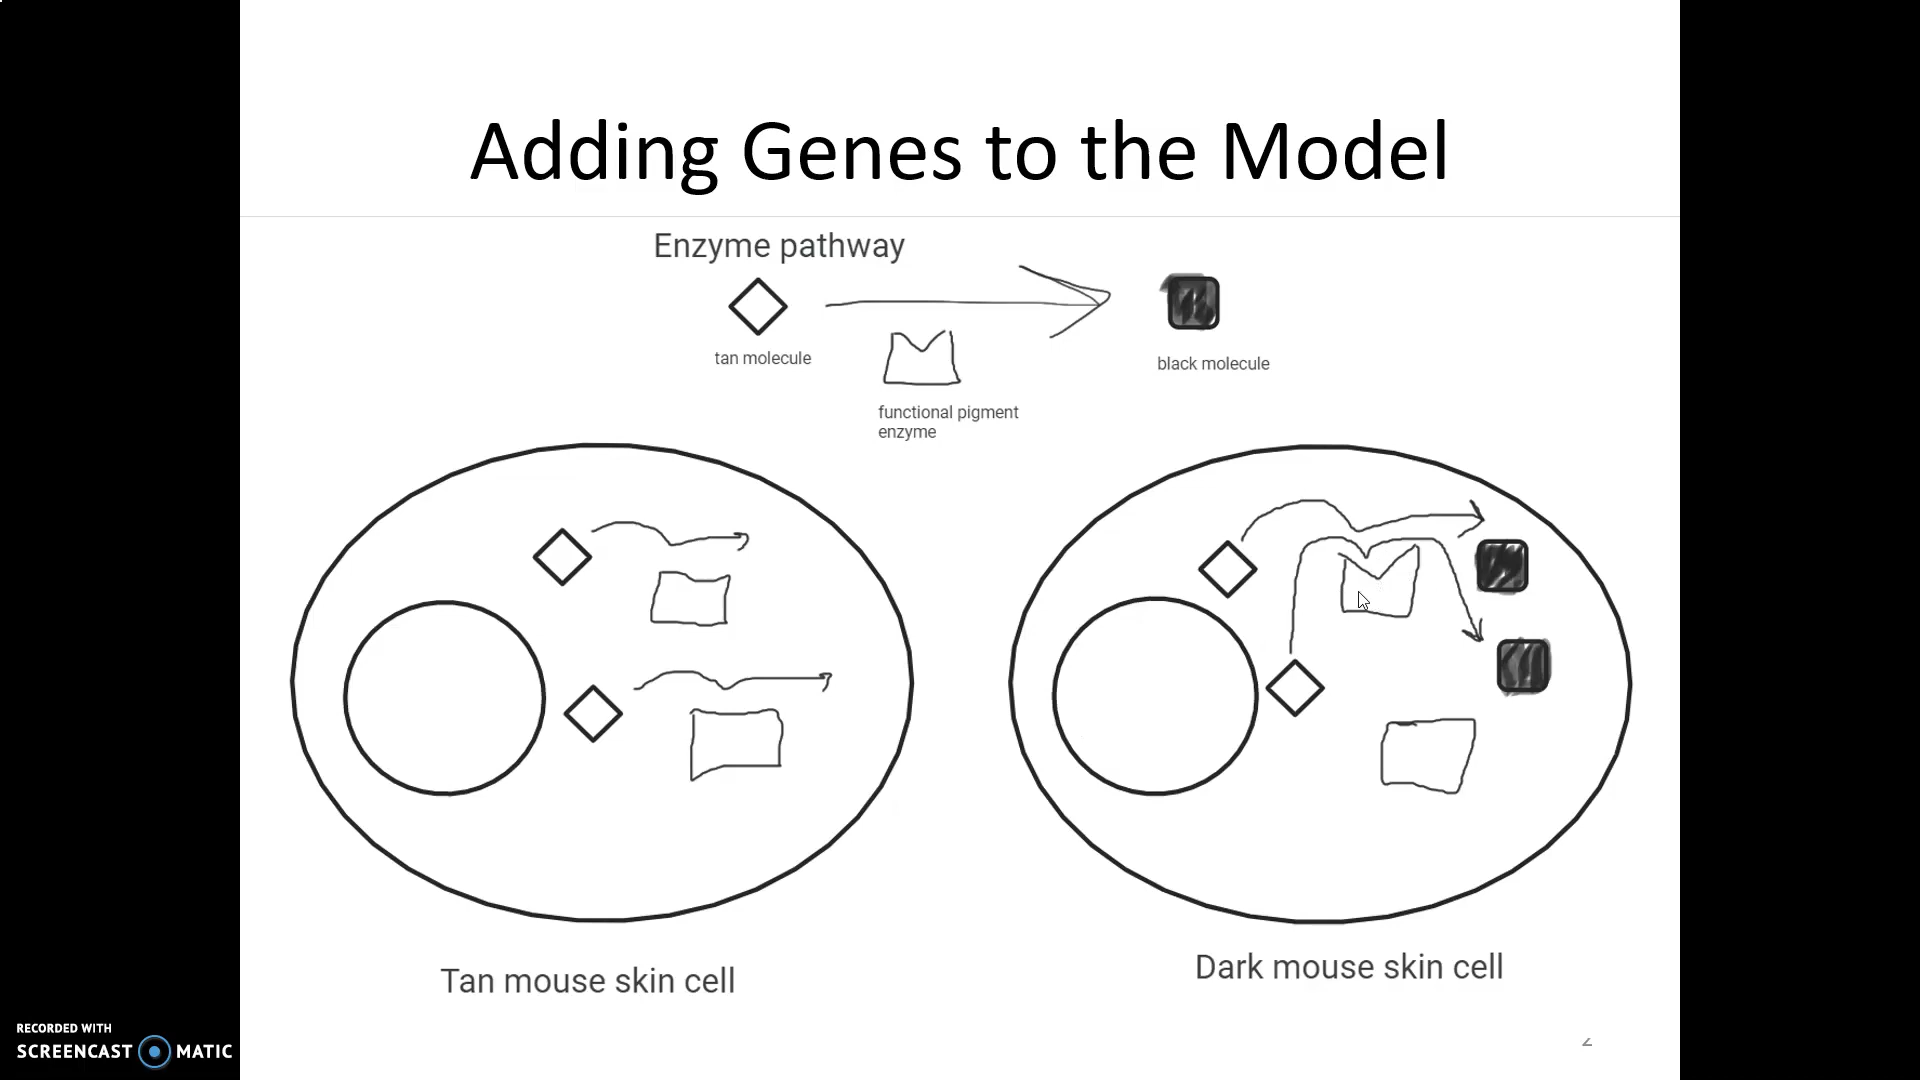 Adding Genes to the Model
Enzyme pathway
tan molecule
black molecule
functional pigment
enzyme
Tan mouse skin cell
Dark mouse skin cell
RECORDED WITH
SCREENCAST MATIC
2